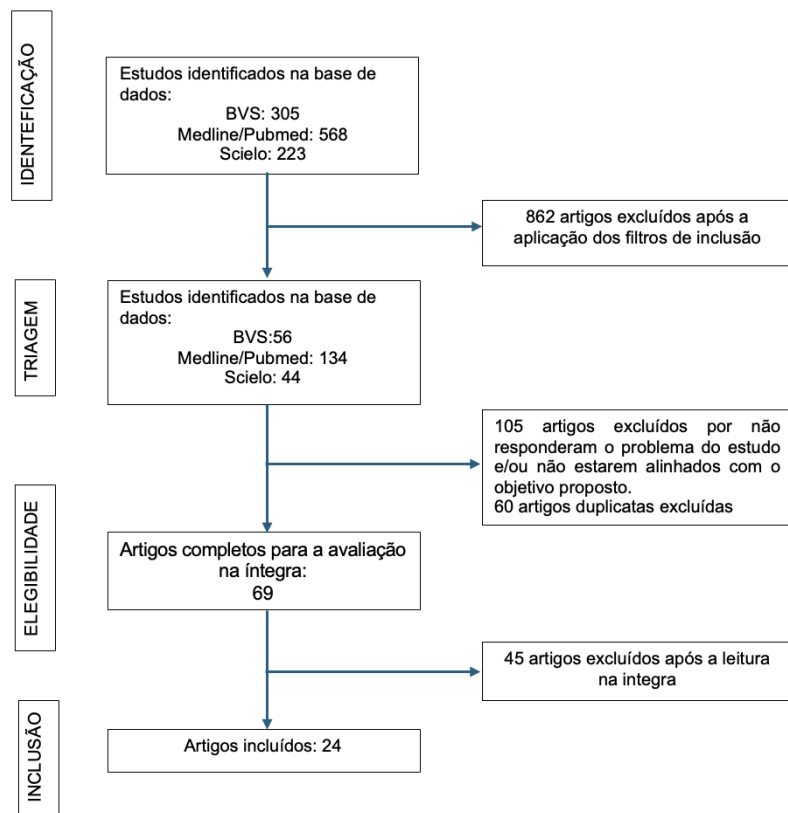 IDENTEFICAÇÃO
Estudos identificados na base de
dados:
BVS: 305
Medline/Pubmed: 568
Scielo: 223
862 artigos excluídos após a
aplicação dos filtros de inclusão
TRIAGEM
Estudos identificados na base de
dados:
BVS:56
Medline/Pubmed: 134
Scielo: 44
105 artigos excluídos por não
responderam o problema do estudo
e/ou não estarem alinhados com o
objetivo proposto.
60 artigos duplicatas excluídas
ELEGIBILIDADE
Artigos completos para a avaliação
na íntegra:
69
45 artigos excluídos após a leitura
na integra
INCLUSÃO
Artigos incluídos: 24